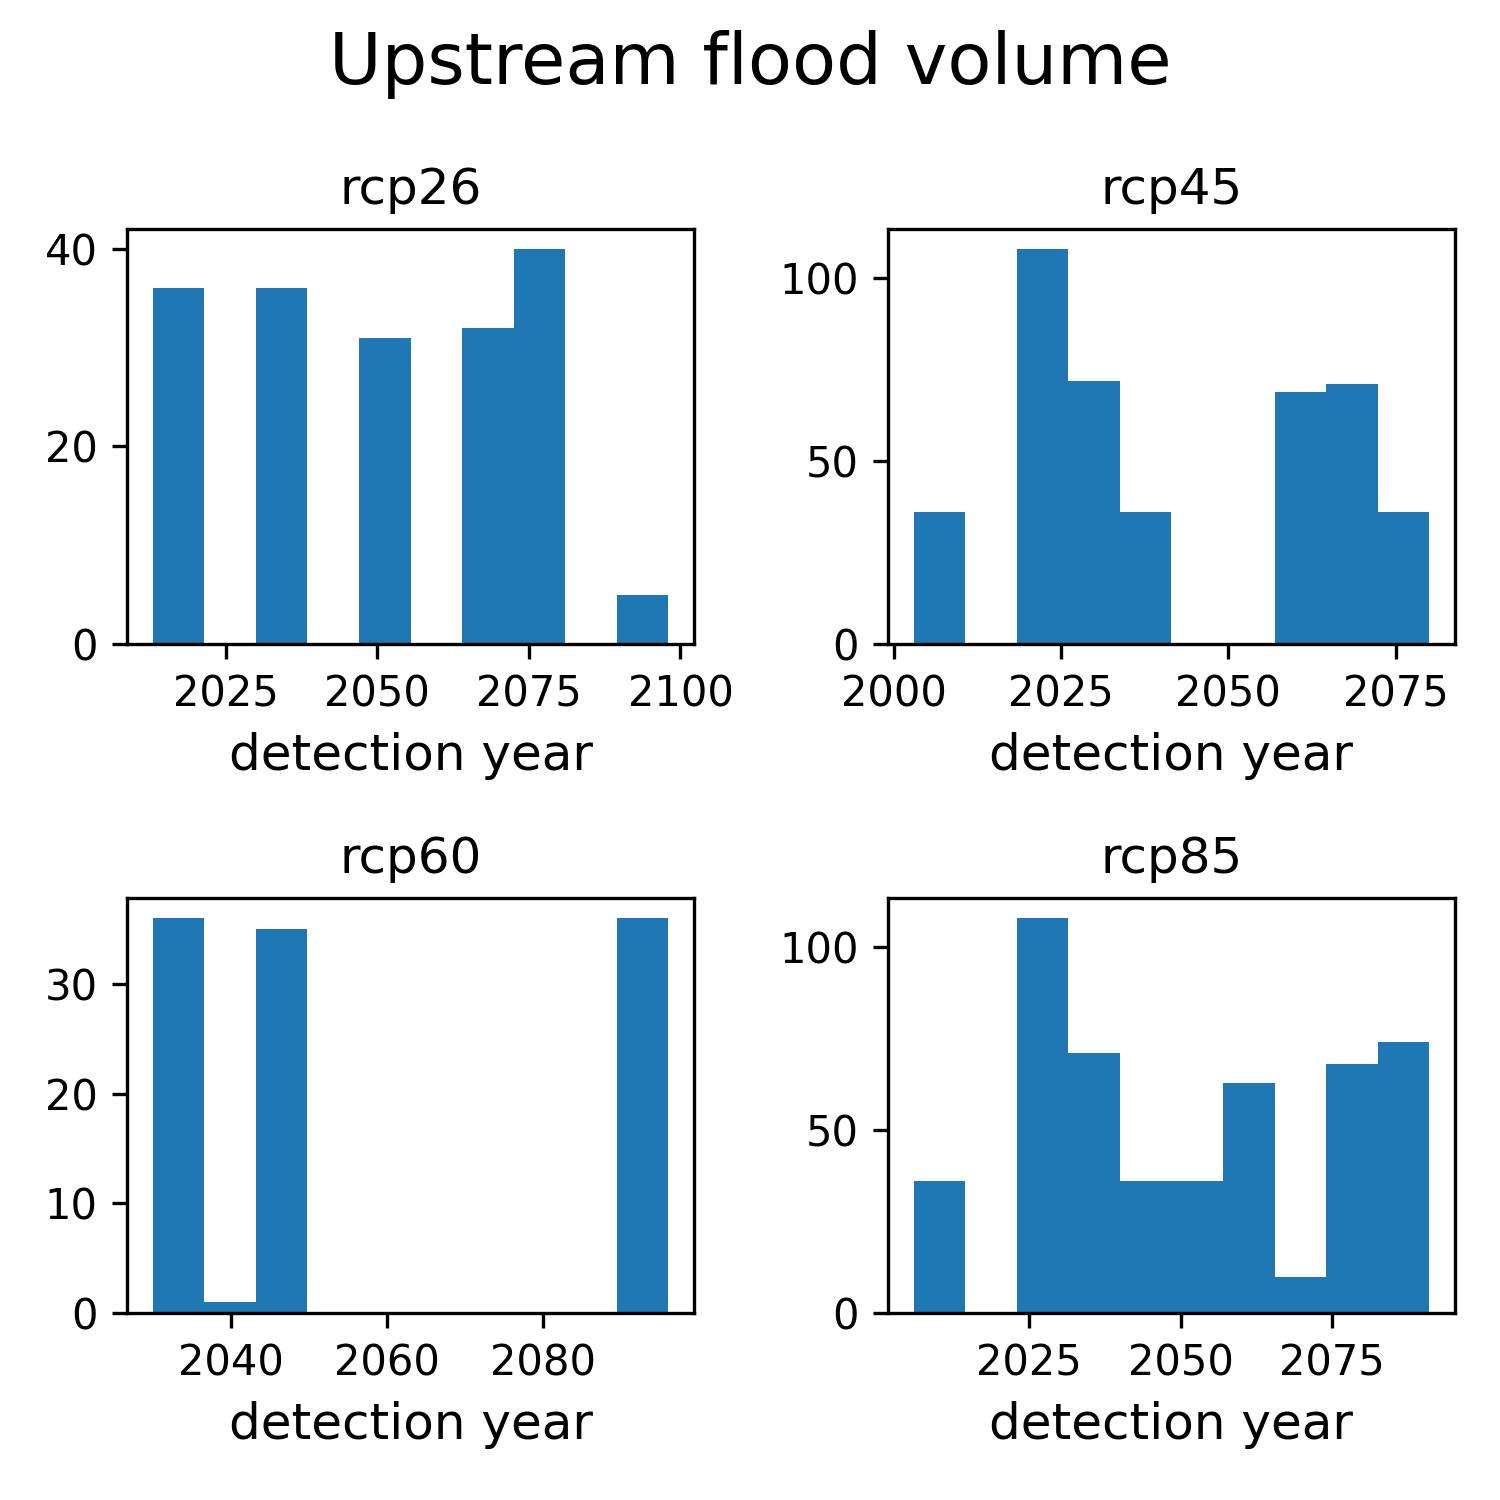 Upstream flood volume
rcp26
40
20
0
2025 2050 2075 2100
detection year
rcp45
100
50
0
2000 2025 2050 2075
detection year
rcp60
30
20
10
0
2040 2060 2080
detection year
rcp85
100
50
0
2025 2050 2075
detection year